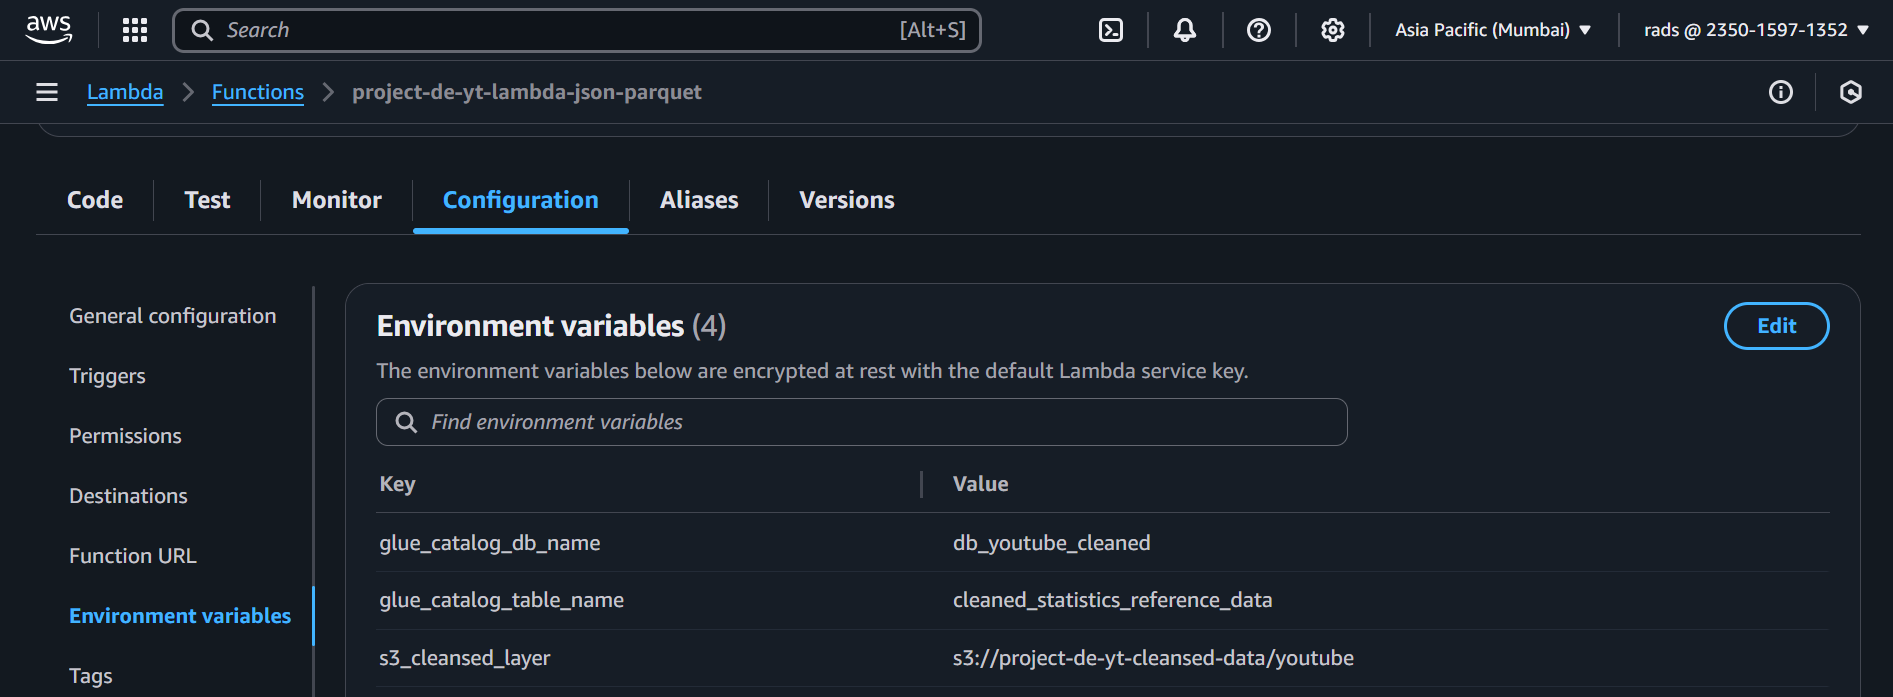 aws
Search [Alt+S] Asia Pacific (Mumbai) rads @ 2350-1597-1352
Lambda Functions project-de-yt-lambda-json-parquet
Code Test Monitor Configuration Aliases Versions
General configuration
Triggers
Permissions
Destinations
Function URL
Environment variables
Tags
Environment variables (4)
Edit
The environment variables below are encrypted at rest with the default Lambda service key.
Find environment variables
Key Value
glue_catalog_db_name db_youtube_cleaned
glue_catalog_table_name cleaned_statistics_reference_data
s3_cleansed_layer s3://project-de-yt-cleansed-data/youtube